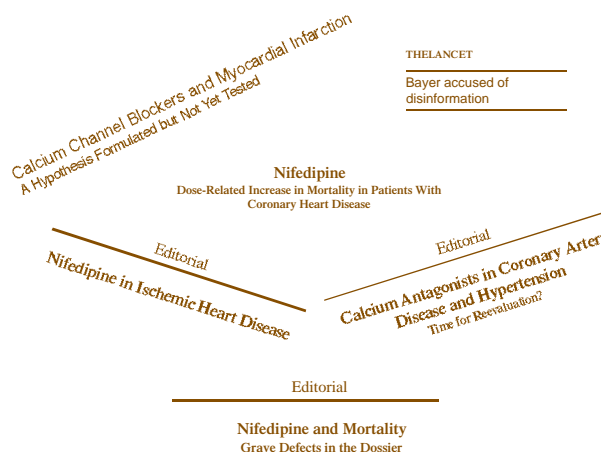 Calcium Channel Blockers and Myocardial Infarction
A Hypothesis Formulated but Not Yet Tested
THELANCET
Bayer accused of
disinformation
Nifedipine
Dose-Related Increase in Mortality in Patients With
Coronary Heart Disease
Editorial
Nifedipine in Ischemic Heart Disease
Editorial
Calcium Antagonists in Coronary Artery
Disease and Hypertension
Time for Reevaluation?
Editorial
Nifedipine and Mortality
Grave Defects in the Dossier